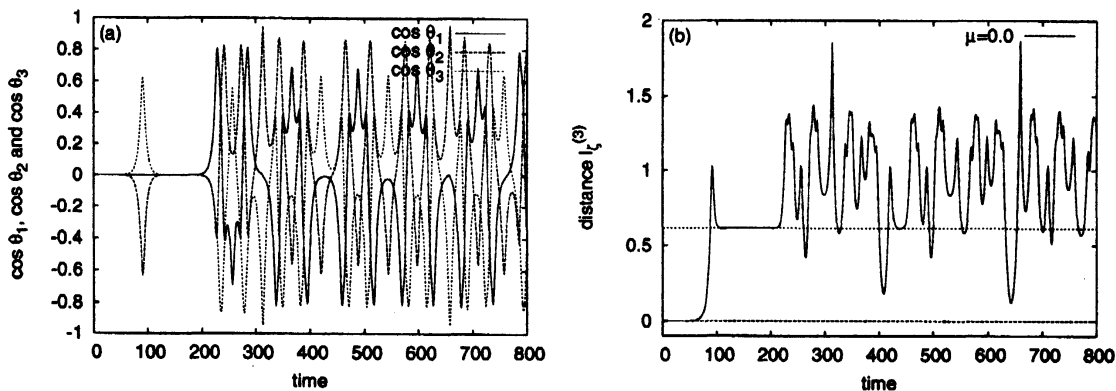 (a)
cos θ1
cos θ2
cos θ3
1
0.8
0.6
0.4
0.2
0
-0.2
-0.4
-0.6
-0.8
-1
cos θ1, cos θ2 and cos θ3
0 100 200 300 400 500 600 700 800
time
(b)
μ=0.0
2
1.5
1
0.5
0
distance lζ(3)
0 100 200 300 400 500 600 700 800
time